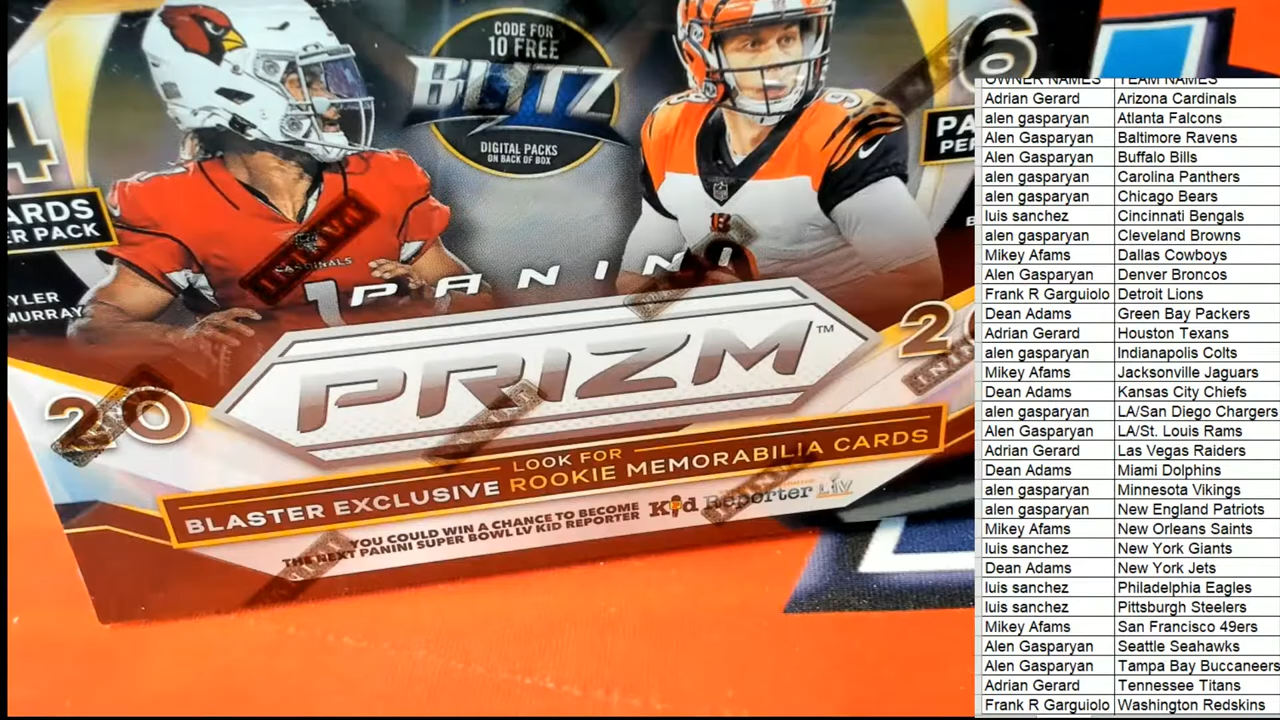 CODE FOR
10 FREE
BLITZ
DIGITAL PACKS
ON BACK OF BOX
4
ARDS
R PACK
YLER
MURRAY
CARDINALS
1
9
6
PA
PER
PANINI
PRIZM™
20
20
LOOK FOR
BLASTER EXCLUSIVE ROOKIE MEMORABILIA CARDS
YOU COULD WIN A CHANCE TO BECOME
THE NEXT PANINI SUPER BOWL LV KID REPORTER
Kid Reporter LIV
OWNER NAMES TEAM NAMES
Adrian Gerard Arizona Cardinals
alen gasparyan Atlanta Falcons
Alen Gasparyan Baltimore Ravens
Alen Gasparyan Buffalo Bills
alen gasparyan Carolina Panthers
alen gasparyan Chicago Bears
luis sanchez Cincinnati Bengals
alen gasparyan Cleveland Browns
Mikey Afams Dallas Cowboys
Alen Gasparyan Denver Broncos
Frank R Garguiolo Detroit Lions
Dean Adams Green Bay Packers
Adrian Gerard Houston Texans
alen gasparyan Indianapolis Colts
Mikey Afams Jacksonville Jaguars
Dean Adams Kansas City Chiefs
alen gasparyan LA/San Diego Chargers
Alen Gasparyan LA/St. Louis Rams
Adrian Gerard Las Vegas Raiders
Dean Adams Miami Dolphins
alen gasparyan Minnesota Vikings
alen gasparyan New England Patriots
Mikey Afams New Orleans Saints
luis sanchez New York Giants
Dean Adams New York Jets
luis sanchez Philadelphia Eagles
luis sanchez Pittsburgh Steelers
Mikey Afams San Francisco 49ers
Alen Gasparyan Seattle Seahawks
Alen Gasparyan Tampa Bay Buccaneers
Adrian Gerard Tennessee Titans
Frank R Garguiolo Washington Redskins